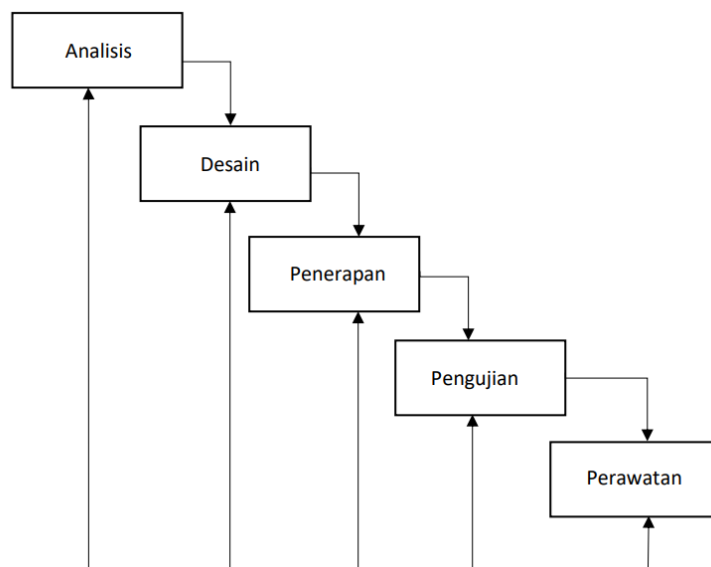 Analisis
Desain
Penerapan
Pengujian
Perawatan